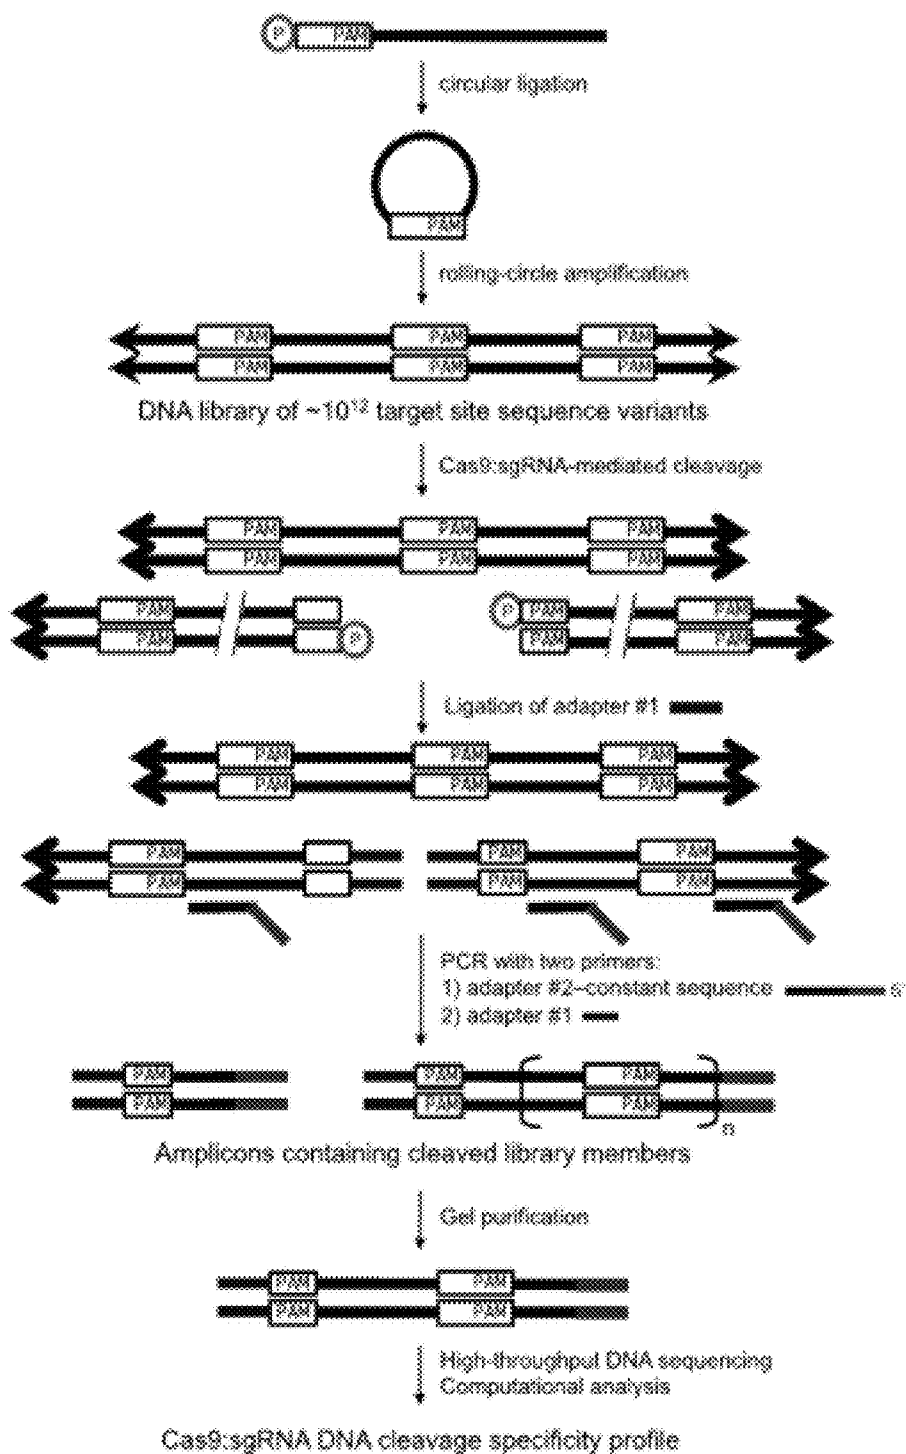 P PAM
circular ligation
PAM
rolling-circle amplification
PAM PAM PAM
PAM PAM PAM
DNA library of ~10¹² target site sequence variants
Cas9:sgRNA-mediated cleavage
PAM PAM PAM
PAM PAM PAM
PAM P PAM PAM
PAM P PAM PAM
Ligation of adapter #1
PAM PAM PAM
PAM PAM PAM
PAM PAM PAM
PAM PAM PAM
PCR with two primers:
1) adapter #2–constant sequence 5'
2) adapter #1
PAM PAM PAM
PAM PAM PAM
n
Amplicons containing cleaved library members
Gel purification
PAM PAM
PAM PAM
High-throughput DNA sequencing
Computational analysis
Cas9:sgRNA DNA cleavage specificity profile